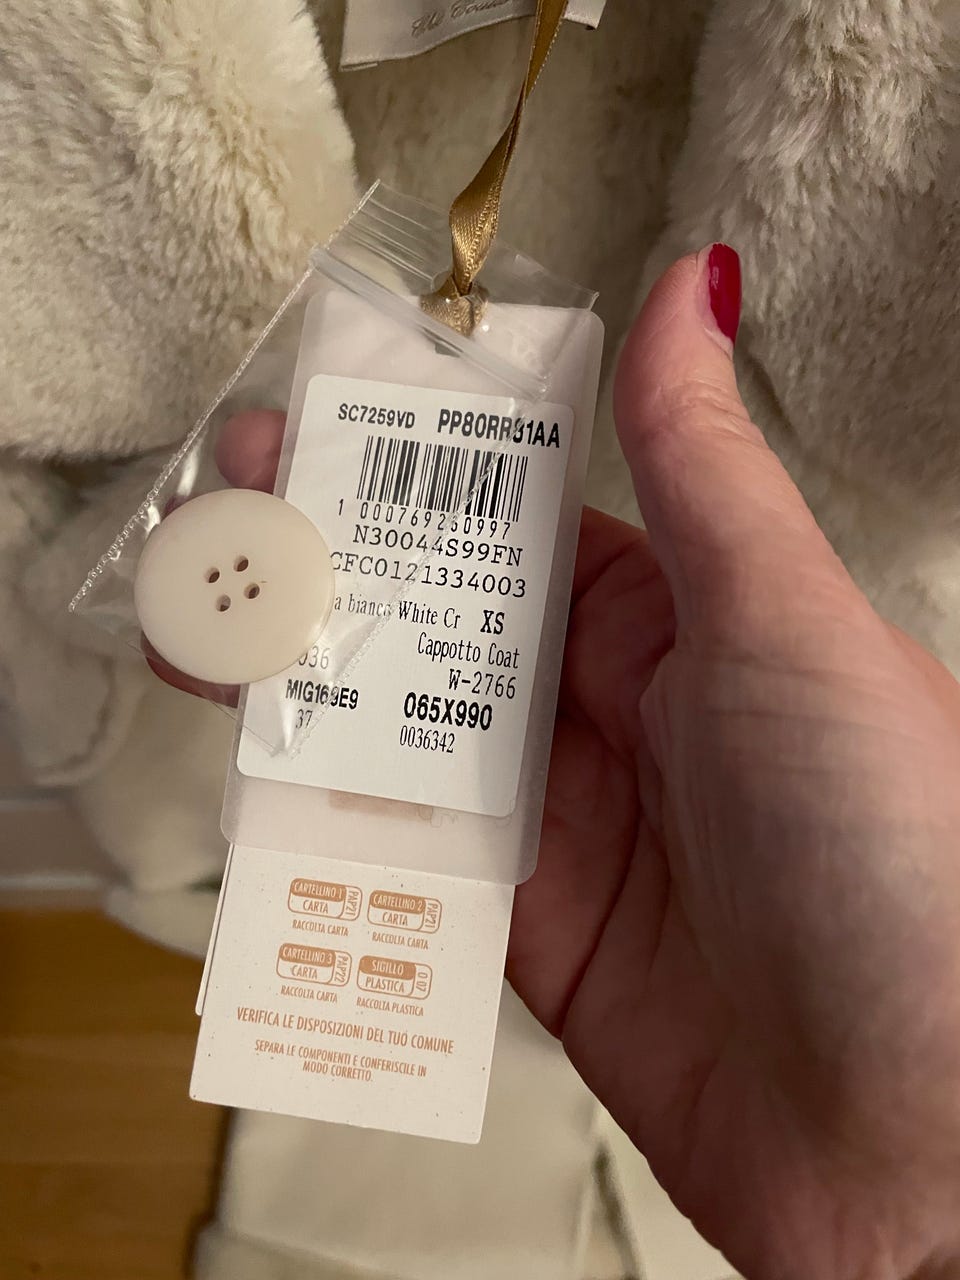 SC7259VD PP80RR81AA
1 000769260997
N30044S99FN
CFC0121334003
a bianco White Cr XS
Cappotto Coat
W-2766
036
MIG169E9 065X990
37
0036342
CARTELLINO 1
CARTA
PAP21
RACCOLTA CARTA
CARTELLINO 2
CARTA
PAP21
RACCOLTA CARTA
CARTELLINO 3
CARTA
PAP22
RACCOLTA CARTA
SIGILLO
PLASTICA
O 07
RACCOLTA PLASTICA
VERIFICA LE DISPOSIZIONI DEL TUO COMUNE
SEPARA LE COMPONENTI E CONFERISCILE IN
MODO CORRETTO.